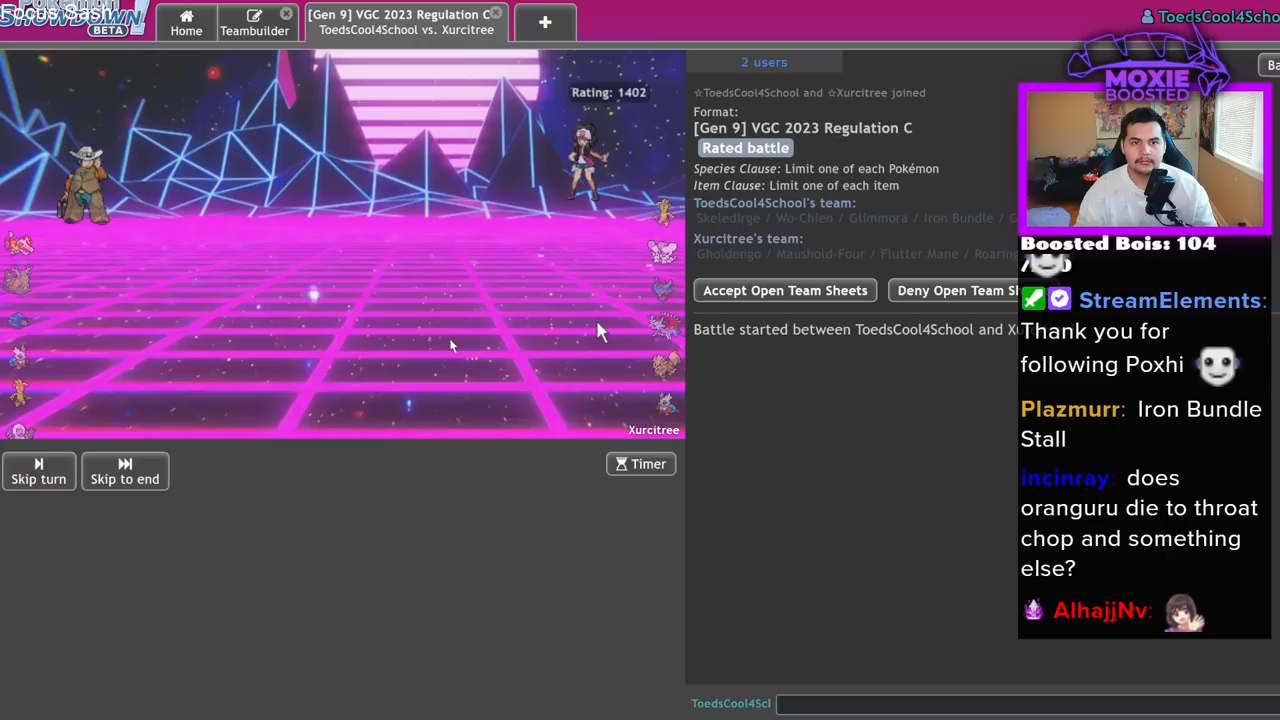 Focus Sash
Pokémon
SHOWDOWN!
BETA
Home
Teambuilder
[Gen 9] VGC 2023 Regulation C
ToedsCool4School vs. Xurcitree
+
ToedsCool4Scho
Rating: 1402
Xurcitree
Skip turn
Skip to end
Timer
2 users
Ba
☆ToedsCool4School and ☆Xurcitree joined
Format:
[Gen 9] VGC 2023 Regulation C
Rated battle
Species Clause: Limit one of each Pokémon
Item Clause: Limit one of each item
ToedsCool4School's team:
Skeledirge / Wo-Chien / Glimmora / Iron Bundle /
Xurcitree's team:
Gholdengo / Maushold-Four / Flutter Mane / Roaring
Accept Open Team Sheets
Deny Open Team Sh
Battle started between ToedsCool4School and Xu
ToedsCool4Scl
MOXIE
BOOSTED
Boosted Bois: 104
StreamElements:
Thank you for
following Poxhi
Plazmurr: Iron Bundle
Stall
incinray: does
oranguru die to throat
chop and something
else?
AlhajjNv: